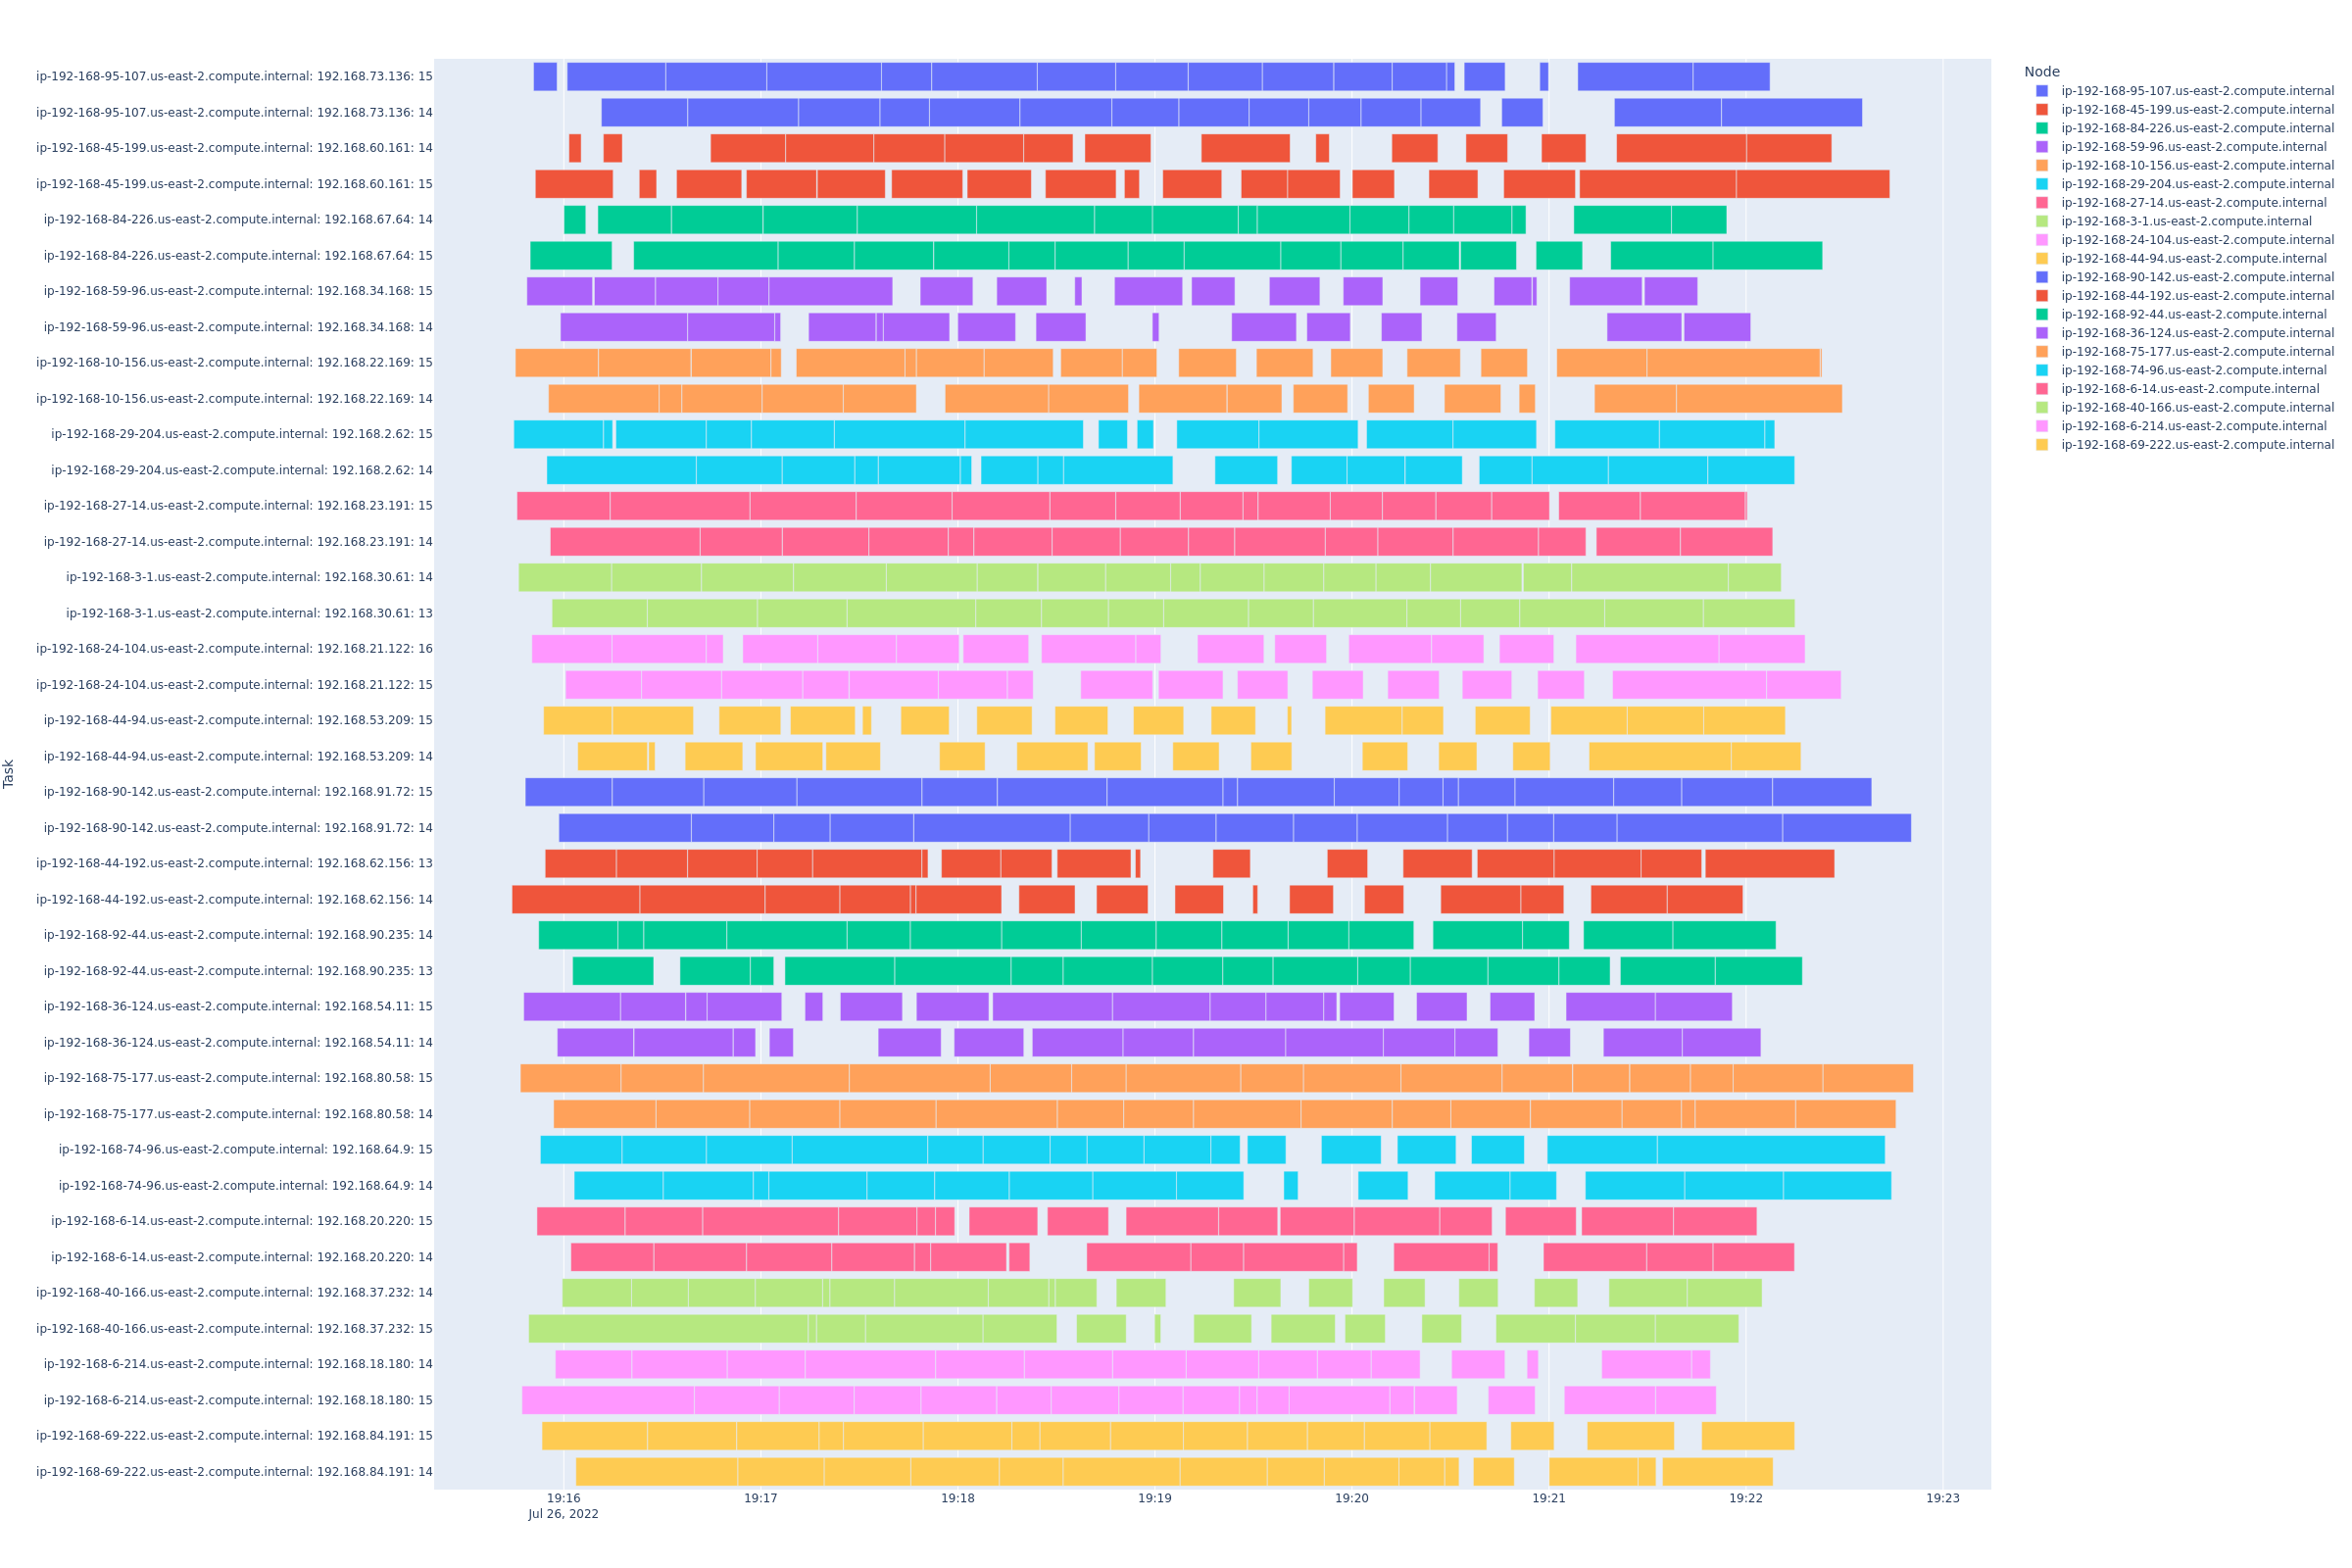 ip-192-168-95-107.us-east-2.compute.internal: 192.168.73.136: 15
ip-192-168-95-107.us-east-2.compute.internal: 192.168.73.136: 14
ip-192-168-45-199.us-east-2.compute.internal: 192.168.60.161: 14
ip-192-168-45-199.us-east-2.compute.internal: 192.168.60.161: 15
ip-192-168-84-226.us-east-2.compute.internal: 192.168.67.64: 14
ip-192-168-84-226.us-east-2.compute.internal: 192.168.67.64: 15
ip-192-168-59-96.us-east-2.compute.internal: 192.168.34.168: 15
ip-192-168-59-96.us-east-2.compute.internal: 192.168.34.168: 14
ip-192-168-10-156.us-east-2.compute.internal: 192.168.22.169: 15
ip-192-168-10-156.us-east-2.compute.internal: 192.168.22.169: 14
ip-192-168-29-204.us-east-2.compute.internal: 192.168.2.62: 15
ip-192-168-29-204.us-east-2.compute.internal: 192.168.2.62: 14
ip-192-168-27-14.us-east-2.compute.internal: 192.168.23.191: 15
ip-192-168-27-14.us-east-2.compute.internal: 192.168.23.191: 14
ip-192-168-3-1.us-east-2.compute.internal: 192.168.30.61: 14
ip-192-168-3-1.us-east-2.compute.internal: 192.168.30.61: 13
ip-192-168-24-104.us-east-2.compute.internal: 192.168.21.122: 16
ip-192-168-24-104.us-east-2.compute.internal: 192.168.21.122: 15
ip-192-168-44-94.us-east-2.compute.internal: 192.168.53.209: 15
ip-192-168-44-94.us-east-2.compute.internal: 192.168.53.209: 14
ip-192-168-90-142.us-east-2.compute.internal: 192.168.91.72: 15
ip-192-168-90-142.us-east-2.compute.internal: 192.168.91.72: 14
ip-192-168-44-192.us-east-2.compute.internal: 192.168.62.156: 13
ip-192-168-44-192.us-east-2.compute.internal: 192.168.62.156: 14
ip-192-168-92-44.us-east-2.compute.internal: 192.168.90.235: 14
ip-192-168-92-44.us-east-2.compute.internal: 192.168.90.235: 13
ip-192-168-36-124.us-east-2.compute.internal: 192.168.54.11: 15
ip-192-168-36-124.us-east-2.compute.internal: 192.168.54.11: 14
ip-192-168-75-177.us-east-2.compute.internal: 192.168.80.58: 15
ip-192-168-75-177.us-east-2.compute.internal: 192.168.80.58: 14
ip-192-168-74-96.us-east-2.compute.internal: 192.168.64.9: 15
ip-192-168-74-96.us-east-2.compute.internal: 192.168.64.9: 14
ip-192-168-6-14.us-east-2.compute.internal: 192.168.20.220: 15
ip-192-168-6-14.us-east-2.compute.internal: 192.168.20.220: 14
ip-192-168-40-166.us-east-2.compute.internal: 192.168.37.232: 14
ip-192-168-40-166.us-east-2.compute.internal: 192.168.37.232: 15
ip-192-168-6-214.us-east-2.compute.internal: 192.168.18.180: 14
ip-192-168-6-214.us-east-2.compute.internal: 192.168.18.180: 15
ip-192-168-69-222.us-east-2.compute.internal: 192.168.84.191: 15
ip-192-168-69-222.us-east-2.compute.internal: 192.168.84.191: 14
Task
19:16 19:17 19:18 19:19 19:20 19:21 19:22 19:23
Jul 26, 2022
Node
ip-192-168-95-107.us-east-2.compute.internal
ip-192-168-45-199.us-east-2.compute.internal
ip-192-168-84-226.us-east-2.compute.internal
ip-192-168-59-96.us-east-2.compute.internal
ip-192-168-10-156.us-east-2.compute.internal
ip-192-168-29-204.us-east-2.compute.internal
ip-192-168-27-14.us-east-2.compute.internal
ip-192-168-3-1.us-east-2.compute.internal
ip-192-168-24-104.us-east-2.compute.internal
ip-192-168-44-94.us-east-2.compute.internal
ip-192-168-90-142.us-east-2.compute.internal
ip-192-168-44-192.us-east-2.compute.internal
ip-192-168-92-44.us-east-2.compute.internal
ip-192-168-36-124.us-east-2.compute.internal
ip-192-168-75-177.us-east-2.compute.internal
ip-192-168-74-96.us-east-2.compute.internal
ip-192-168-6-14.us-east-2.compute.internal
ip-192-168-40-166.us-east-2.compute.internal
ip-192-168-6-214.us-east-2.compute.internal
ip-192-168-69-222.us-east-2.compute.internal